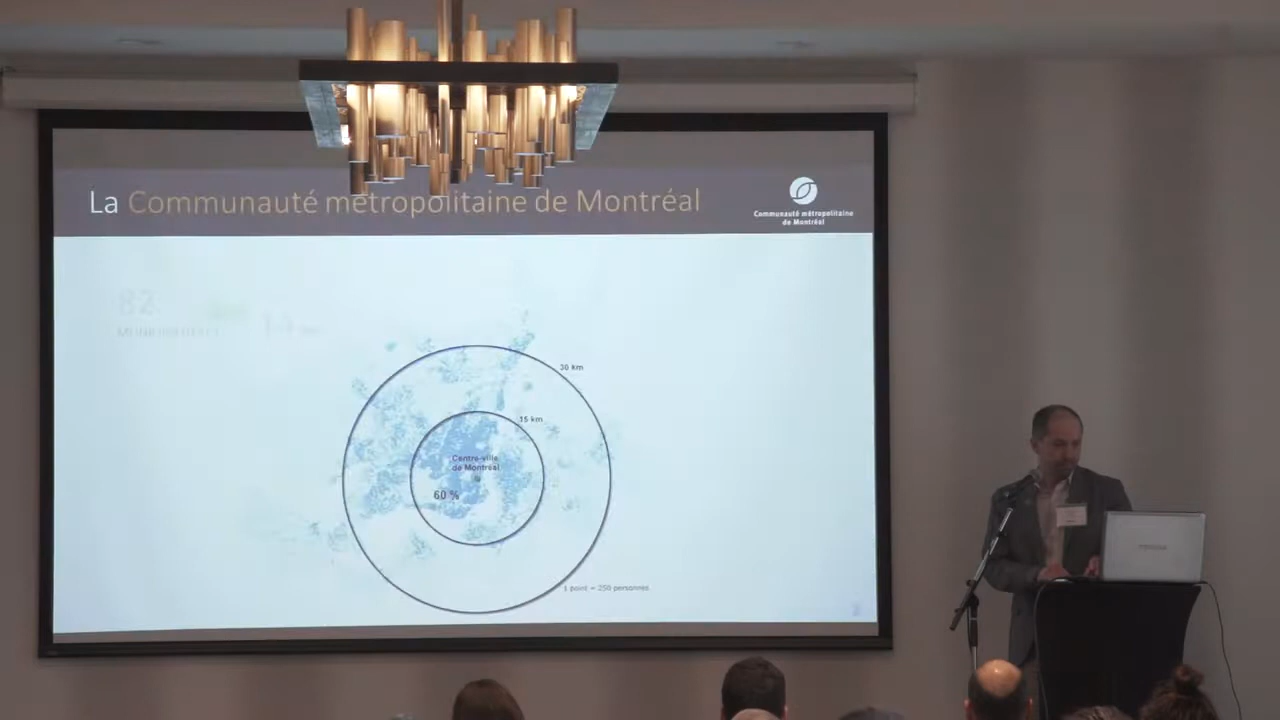 La Communauté métropolitaine de Montréal
Communauté métropolitaine
de Montréal
82
30 km
15 km
Centre-ville
de Montréal
60 %
1 point = 250 personnes